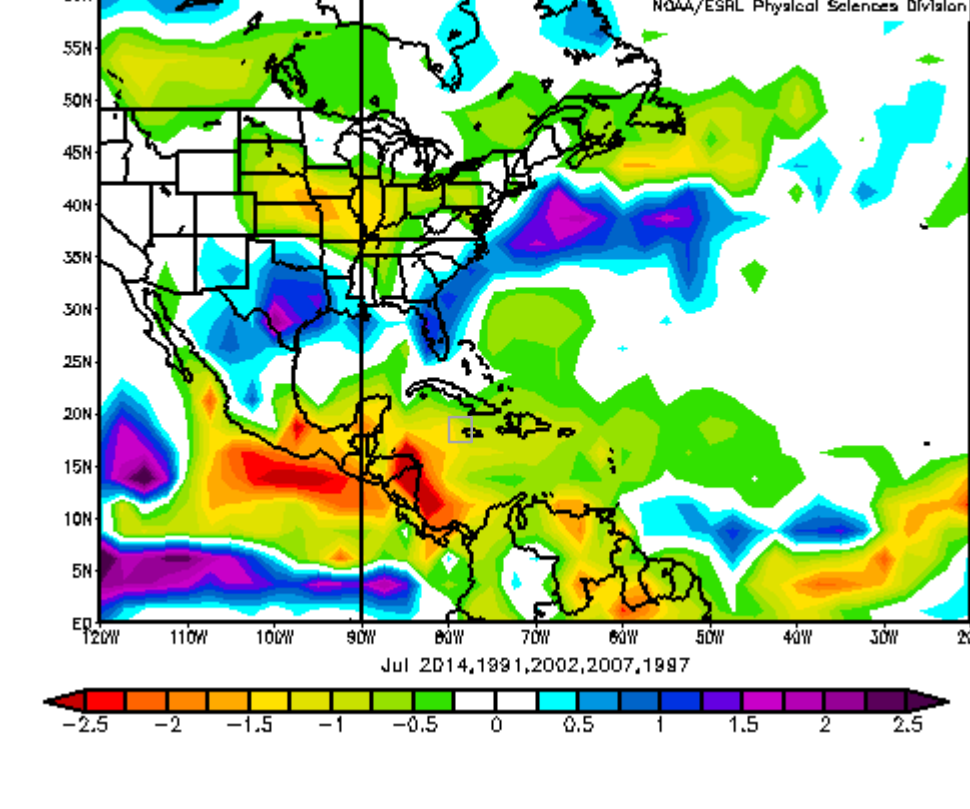 NOAA/ESRL Physical Sciences Division
55N
50N
45N
40N
35N
30N
25N
20N
15N
10N
5N
EQ
120W 110W 100W 90W 80W 70W 60W 50W 40W 30W
Jul 2014,1991,2002,2007,1997
−2.5 −2 −1.5 −1 −0.5 0 0.5 1 1.5 2 2.5